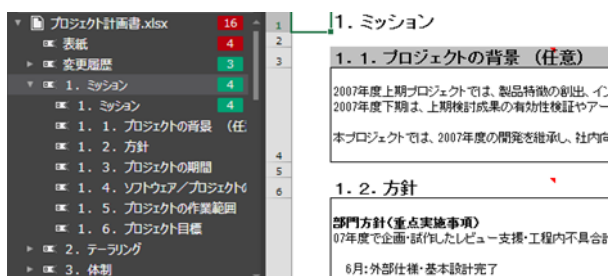 プロジェクト計画書.xlsx 16
表紙 4
変更履歴 3
1. ミッション 4
1. ミッション 4
1. 1. プロジェクトの背景 (任
1. 2. 方針
1. 3. プロジェクトの期間
1. 4. ソフトウェア/プロジェクトの
1. 5. プロジェクトの作業範囲
1. 6. プロジェクト目標
2. テーラリング
3. 体制
1
2
3
4
5
6
1. ミッション
1. 1. プロジェクトの背景 (任意)
2007年度上期プロジェクトでは、製品特徴の創出、イン
2007年度下期は、上期検討成果の有効性検証やアー
本プロジェクトでは、2007年度の開発を継承し、社内向
1. 2. 方針
部門方針(重点実施事項)
07年度で企画・試作したレビュー支援・工程内不具合
6月:外部仕様・基本設計完了